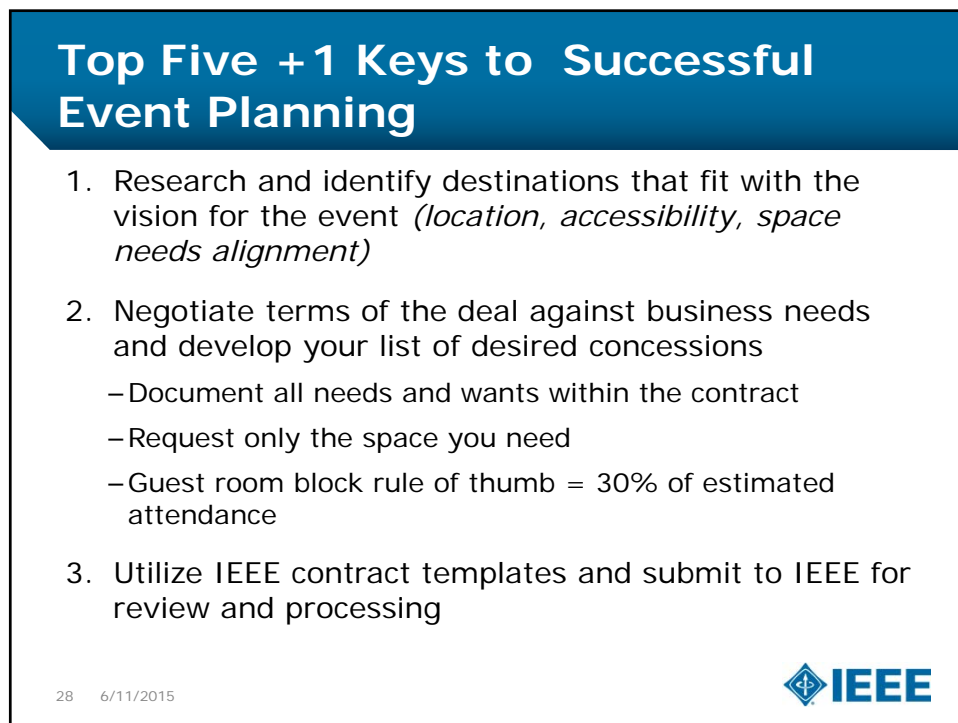 Top Five +1 Keys to Successful
Event Planning
1. Research and identify destinations that fit with the
vision for the event (location, accessibility, space
needs alignment)
2. Negotiate terms of the deal against business needs
and develop your list of desired concessions
–Document all needs and wants within the contract
–Request only the space you need
–Guest room block rule of thumb = 30% of estimated
attendance
3. Utilize IEEE contract templates and submit to IEEE for
review and processing
28 6/11/2015
IEEE